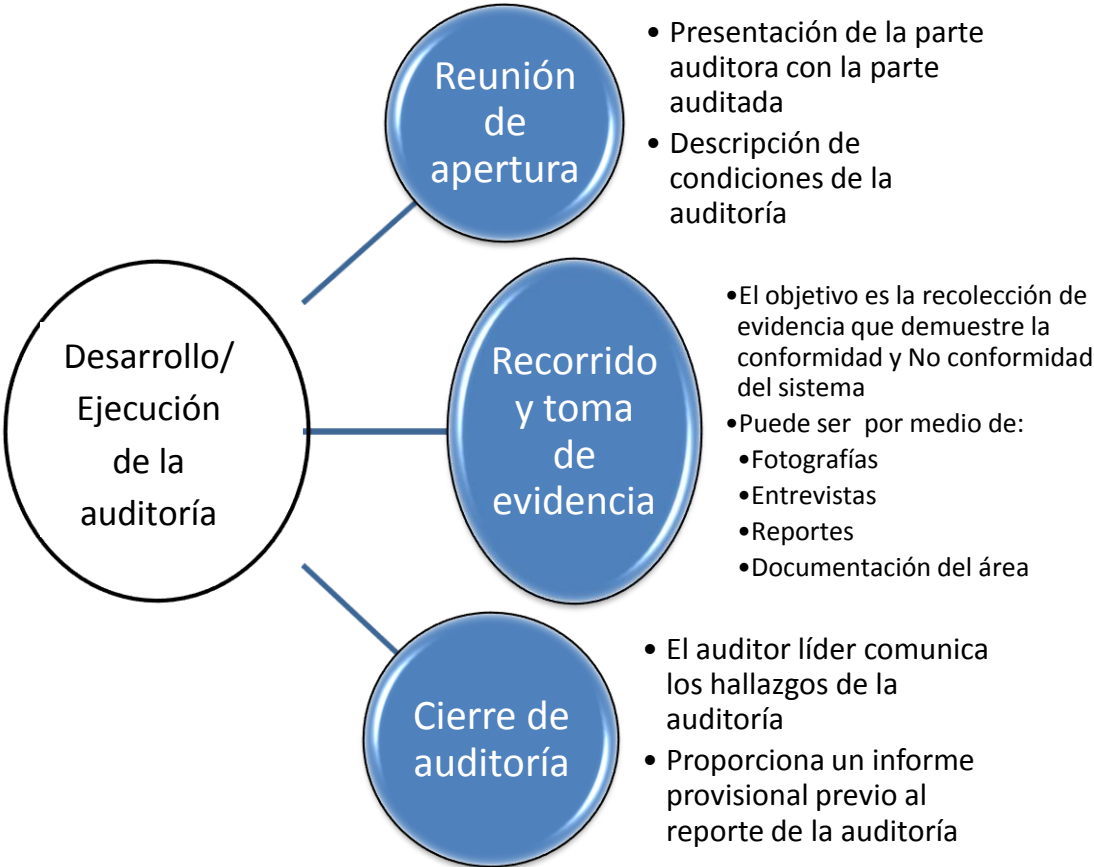 Desarrollo/
Ejecución
de la
auditoría
Reunión
de
apertura
• Presentación de la parte
auditora con la parte
auditada
• Descripción de
condiciones de la
auditoría
Recorrido
y toma
de
evidencia
•El objetivo es la recolección de
evidencia que demuestre la
conformidad y No conformidad
del sistema
•Puede ser por medio de:
•Fotografías
•Entrevistas
•Reportes
•Documentación del área
Cierre de
auditoría
• El auditor líder comunica
los hallazgos de la
auditoría
• Proporciona un informe
provisional previo al
reporte de la auditoría